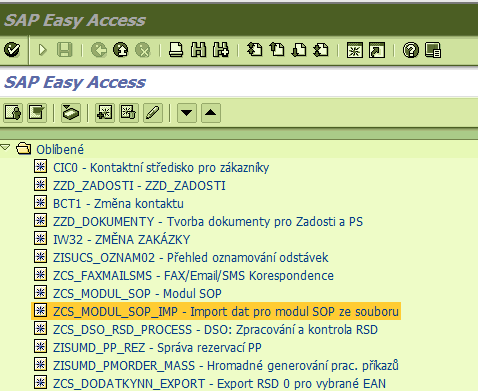 SAP Easy Access
SAP Easy Access
Oblíbené
CIC0 - Kontaktní středisko pro zákazníky
ZZD_ZADOSTI - ZZD_ZADOSTI
BCT1 - Změna kontaktu
ZZD_DOKUMENTY - Tvorba dokumenty pro Zadosti a PS
IW32 - ZMĚNA ZAKÁZKY
ZISUCS_OZNAM02 - Přehled oznamování odstávek
ZCS_FAXMAILSMS - FAX/Email/SMS Korespondence
ZCS_MODUL_SOP - Modul SOP
ZCS_MODUL_SOP_IMP - Import dat pro modul SOP ze souboru
ZCS_DSO_RSD_PROCESS - DSO: Zpracování a kontrola RSD
ZISUMD_PP_REZ - Správa rezervací PP
ZISUMD_PMORDER_MASS - Hromadné generování prac. příkazů
ZCS_DODATKYNN_EXPORT - Export RSD 0 pro vybrané EAN